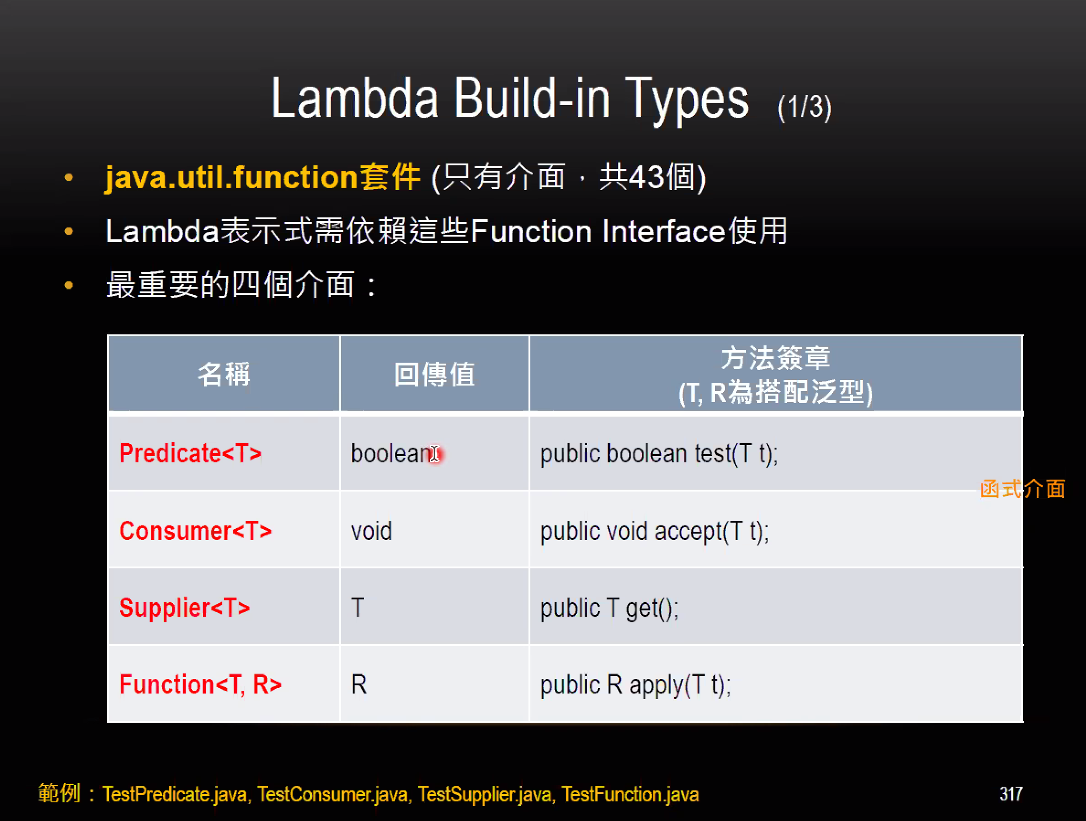 Lambda Build-in Types (1/3)
• java.util.function套件 (只有介面，共43個)
• Lambda表示式需依賴這些Function Interface使用
• 最重要的四個介面：
名稱 回傳值 方法簽章
(T, R為搭配泛型)
Predicate<T> boolean public boolean test(T t);
函式介面
Consumer<T> void public void accept(T t);
Supplier<T> T public T get();
Function<T, R> R public R apply(T t);
範例：TestPredicate.java, TestConsumer.java, TestSupplier.java, TestFunction.java 317